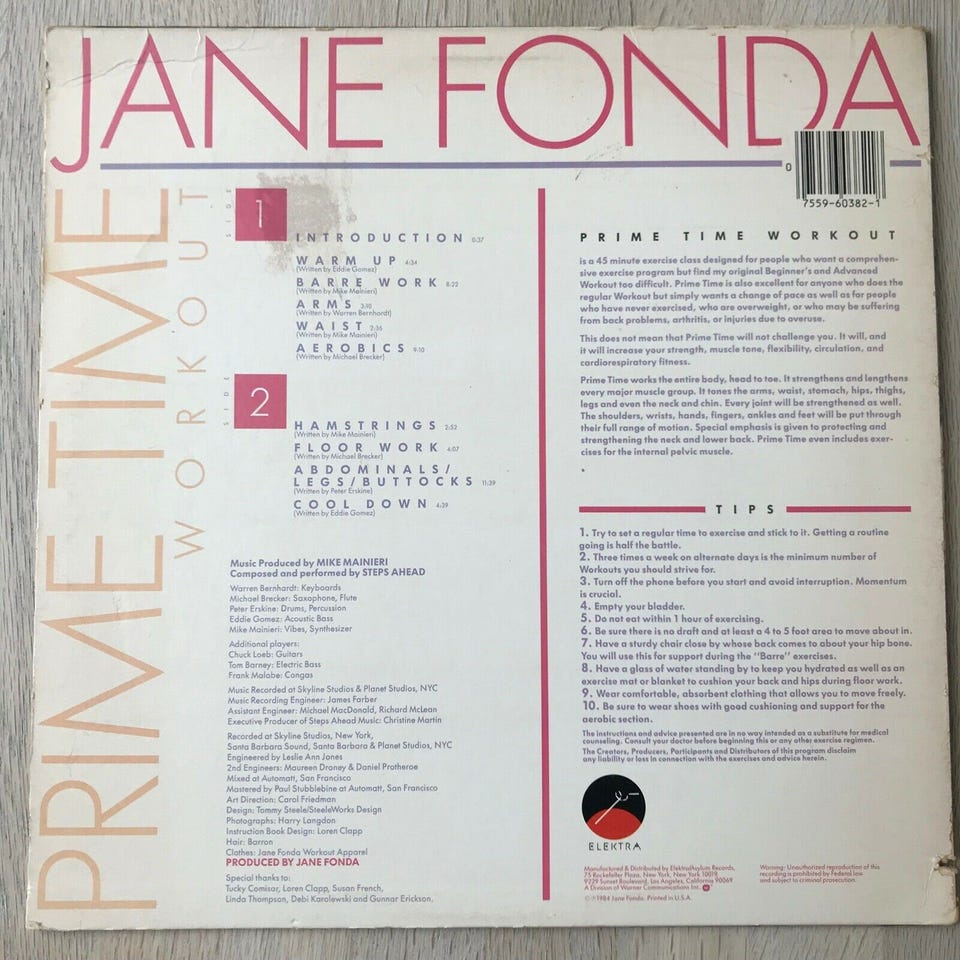 JANE FONDA
0
7559-60382-1
PRIME TIME
WORKOUT
SIDE
1
INTRODUCTION 0:37
WARM UP 4:34
(Written by Eddie Gomez)
BARRE WORK 8:22
(Written by Mike Mainieri)
ARMS 3:10
(Written by Warren Bernhardt)
WAIST 2:36
(Written by Mike Mainieri)
AEROBICS 9:10
(Written by Michael Brecker)
SIDE
2
HAMSTRINGS 2:52
(Written by Mike Mainieri)
FLOOR WORK 4:07
(Written by Michael Brecker)
ABDOMINALS/
LEGS/BUTTOCKS 11:39
(Written by Peter Erskine)
COOL DOWN 4:39
(Written by Eddie Gomez)
Music Produced by MIKE MAINIERI
Composed and performed by STEPS AHEAD
Warren Bernhardt: Keyboards
Michael Brecker: Saxophone, Flute
Peter Erskine: Drums, Percussion
Eddie Gomez: Acoustic Bass
Mike Mainieri: Vibes, Synthesizer
Additional players:
Chuck Loeb: Guitars
Tom Barney: Electric Bass
Frank Malabe: Congas
Music Recorded at Skyline Studios & Planet Studios, NYC
Music Recording Engineer: James Farber
Assistant Engineer: Michael MacDonald, Richard McLean
Executive Producer of Steps Ahead Music: Christine Martin
Recorded at Skyline Studios, New York,
Santa Barbara Sound, Santa Barbara & Planet Studios, NYC
Engineered by Leslie Ann Jones
2nd Engineers: Maureen Droney & Daniel Protheroe
Mixed at Automatt, San Francisco
Mastered by Paul Stubblebine at Automatt, San Francisco
Art Direction: Carol Friedman
Design: Tommy Steele/SteeleWorks Design
Photographs: Harry Langdon
Instruction Book Design: Loren Clapp
Hair: Barron
Clothes: Jane Fonda Workout Apparel
PRODUCED BY JANE FONDA
Special thanks to:
Tucky Comisar, Loren Clapp, Susan French,
Linda Thompson, Debi Karolewski and Gunnar Erickson.
PRIME TIME WORKOUT
is a 45 minute exercise class designed for people who want a comprehen-
sive exercise program but find my original Beginner's and Advanced
Workout too difficult. Prime Time is also excellent for anyone who does the
regular Workout but simply wants a change of pace as well as for people
who have never exercised, who are overweight, or who may be suffering
from back problems, arthritis, or injuries due to overuse.
This does not mean that Prime Time will not challenge you. It will, and
it will increase your strength, muscle tone, flexibility, circulation, and
cardiorespiratory fitness.
Prime Time works the entire body, head to toe. It strengthens and lengthens
every major muscle group. It tones the arms, waist, stomach, hips, thighs,
legs and even the neck and chin. Every joint will be strengthened as well.
The shoulders, wrists, hands, fingers, ankles and feet will be put through
their full range of motion. Special emphasis is given to protecting and
strengthening the neck and lower back. Prime Time even includes exer-
cises for the internal pelvic muscle.
TIPS
1. Try to set a regular time to exercise and stick to it. Getting a routine
going is half the battle.
2. Three times a week on alternate days is the minimum number of
Workouts you should strive for.
3. Turn off the phone before you start and avoid interruption. Momentum
is crucial.
4. Empty your bladder.
5. Do not eat within 1 hour of exercising.
6. Be sure there is no draft and at least a 4 to 5 foot area to move about in.
7. Have a sturdy chair close by whose back comes to about your hip bone.
You will use this for support during the "Barre" exercises.
8. Have a glass of water standing by to keep you hydrated as well as an
exercise mat or blanket to cushion your back and hips during floor work.
9. Wear comfortable, absorbent clothing that allows you to move freely.
10. Be sure to wear shoes with good cushioning and support for the
aerobic section.
The instructions and advice presented are in no way intended as a substitute for medical
counseling. Consult your doctor before beginning this or any other exercise regimen.
The Creators, Producers, Participants and Distributors of this program disclaim
any liability or loss in connection with the exercises and advice herein.
ELEKTRA
Manufactured & Distributed by Elektra/Asylum Records,
75 Rockefeller Plaza, New York, New York 10019,
9229 Sunset Boulevard, Los Angeles, California 90069
A Division of Warner Communications Inc.
© ℗ 1984 Jane Fonda. Printed in U.S.A.
Warning: Unauthorized reproduction of this
recording is prohibited by Federal law
and subject to criminal prosecution.